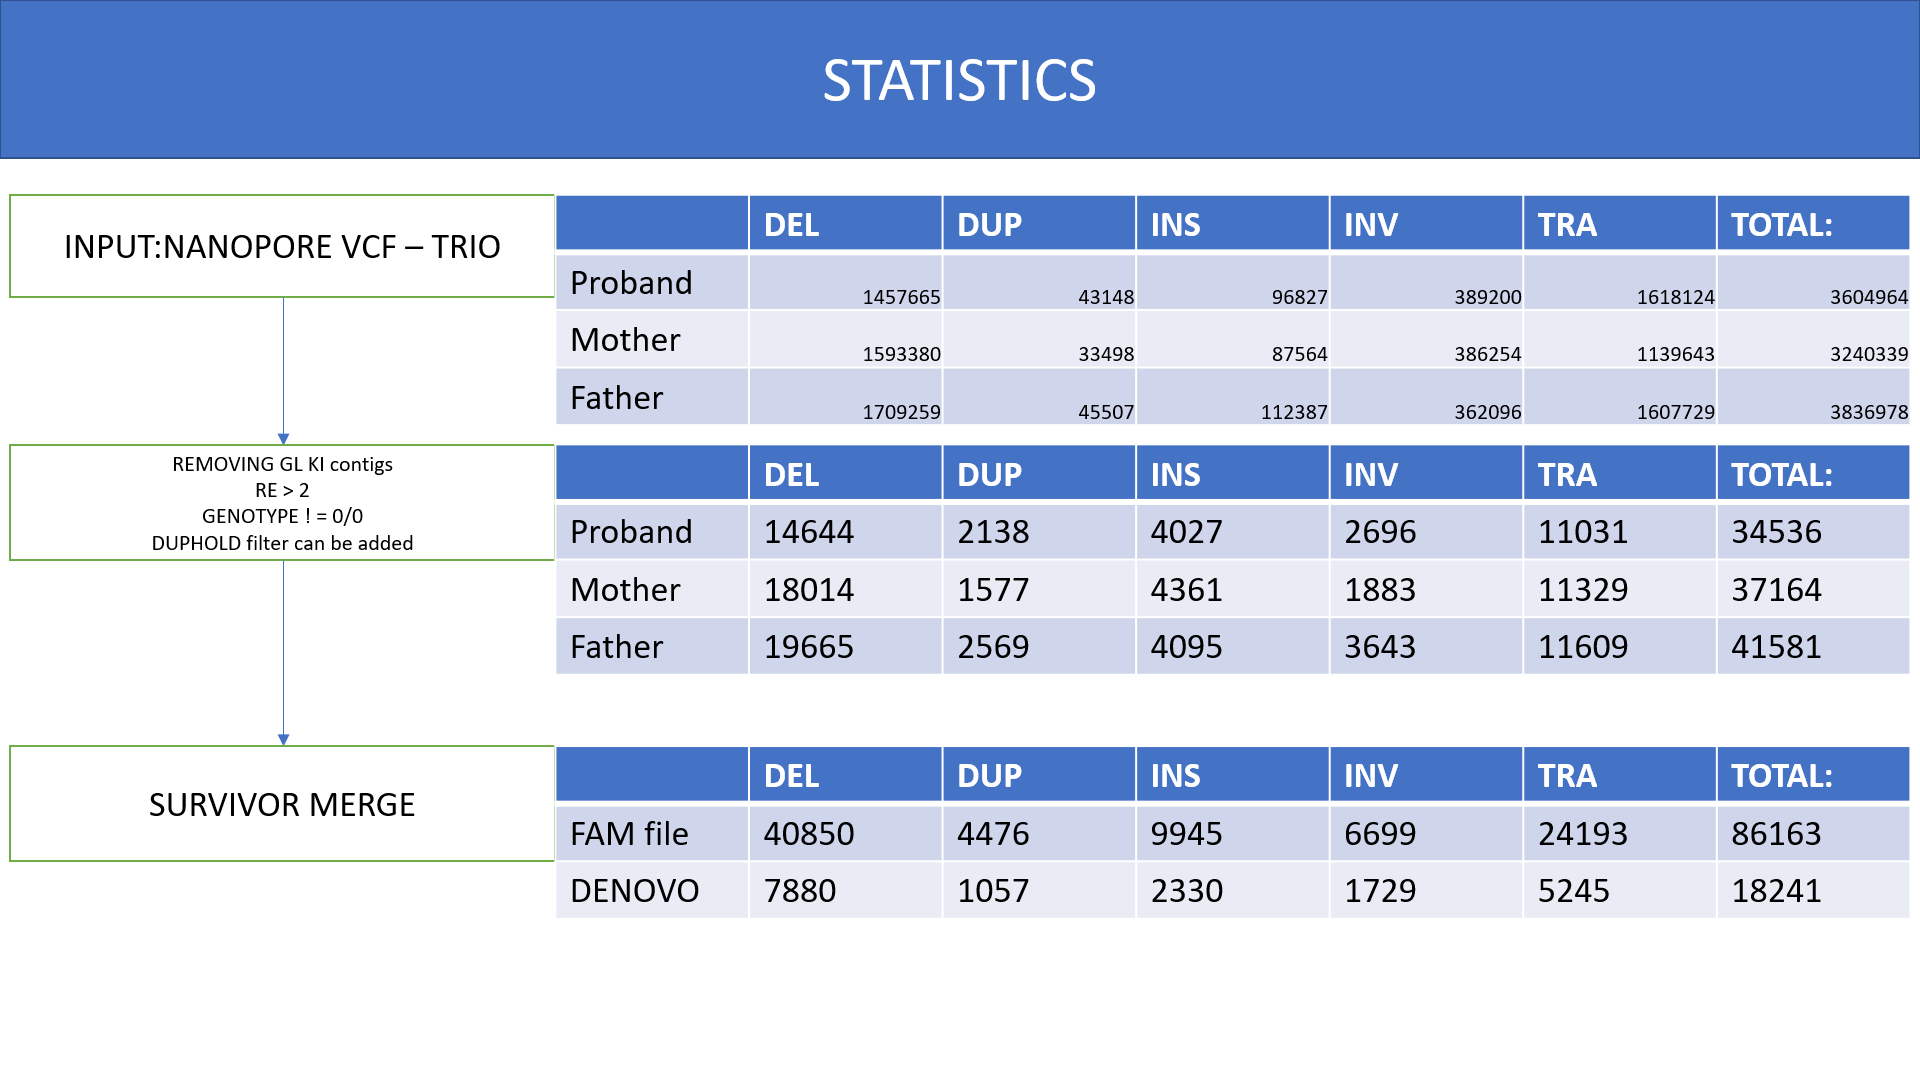 STATISTICS
INPUT:NANOPORE VCF – TRIO
DEL DUP INS INV TRA TOTAL:
Proband 1457665 43148 96827 389200 1618124 3604964
Mother 1593380 33498 87564 386254 1139643 3240339
Father 1709259 45507 112387 362096 1607729 3836978
REMOVING GL KI contigs
RE > 2
GENOTYPE ! = 0/0
DUPHOLD filter can be added
DEL DUP INS INV TRA TOTAL:
Proband 14644 2138 4027 2696 11031 34536
Mother 18014 1577 4361 1883 11329 37164
Father 19665 2569 4095 3643 11609 41581
SURVIVOR MERGE
DEL DUP INS INV TRA TOTAL:
FAM file 40850 4476 9945 6699 24193 86163
DENOVO 7880 1057 2330 1729 5245 18241